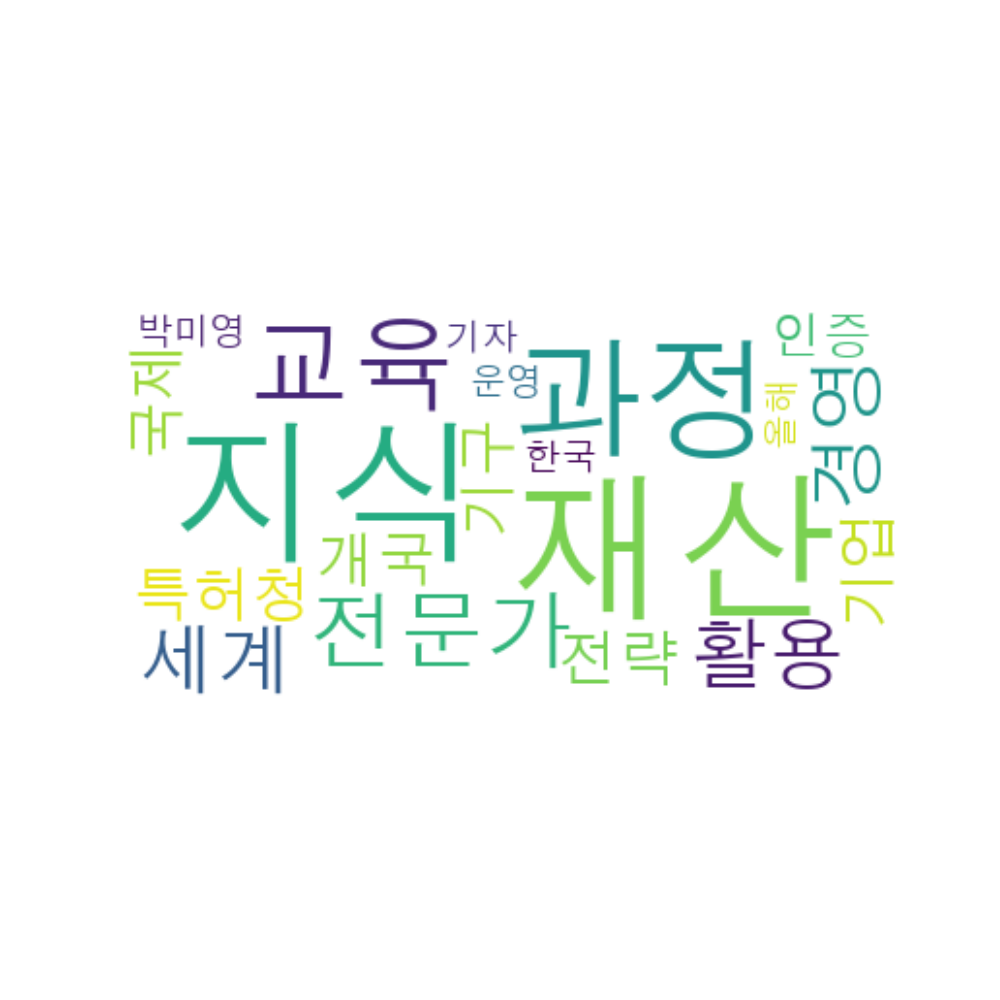 박미영
교육
기자
인증
국제
운영
과정
올해
경영
지식
기구
한국
재산
개국
기업
특허청
전문가
전략
활용
세계